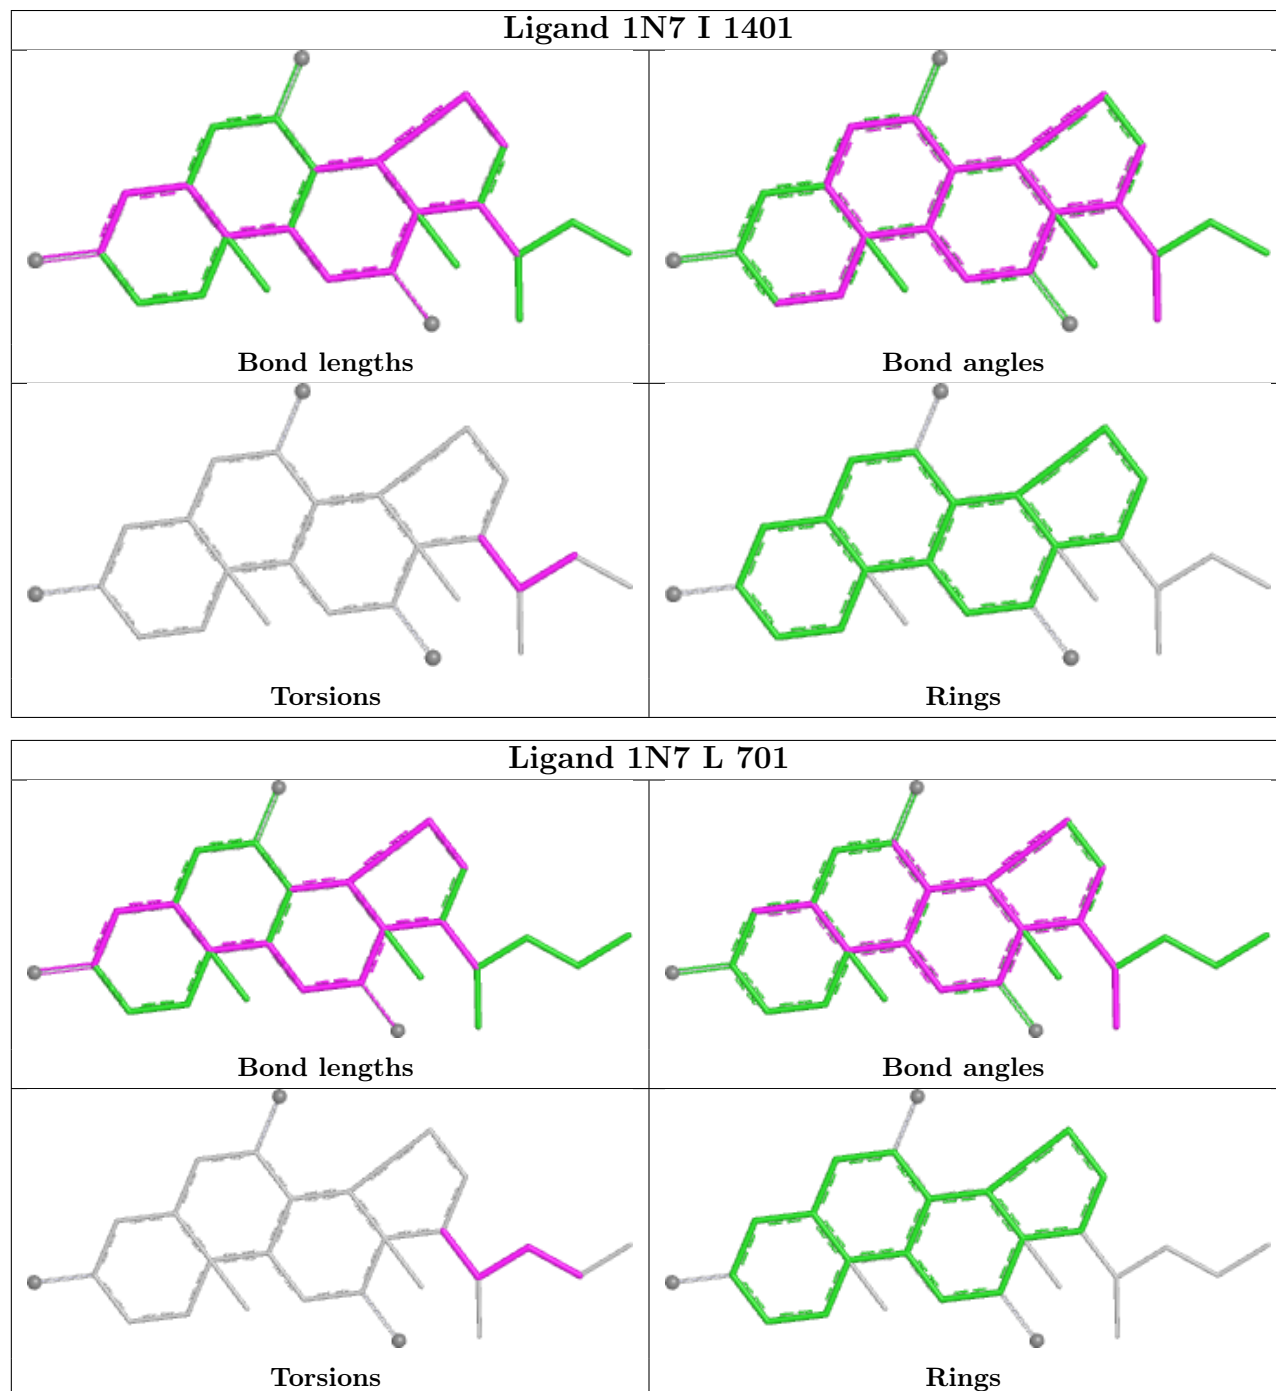 Ligand 1N7 I 1401
Bond lengths
Bond angles
Torsions
Rings
Ligand 1N7 L 701
Bond lengths
Bond angles
Torsions
Rings